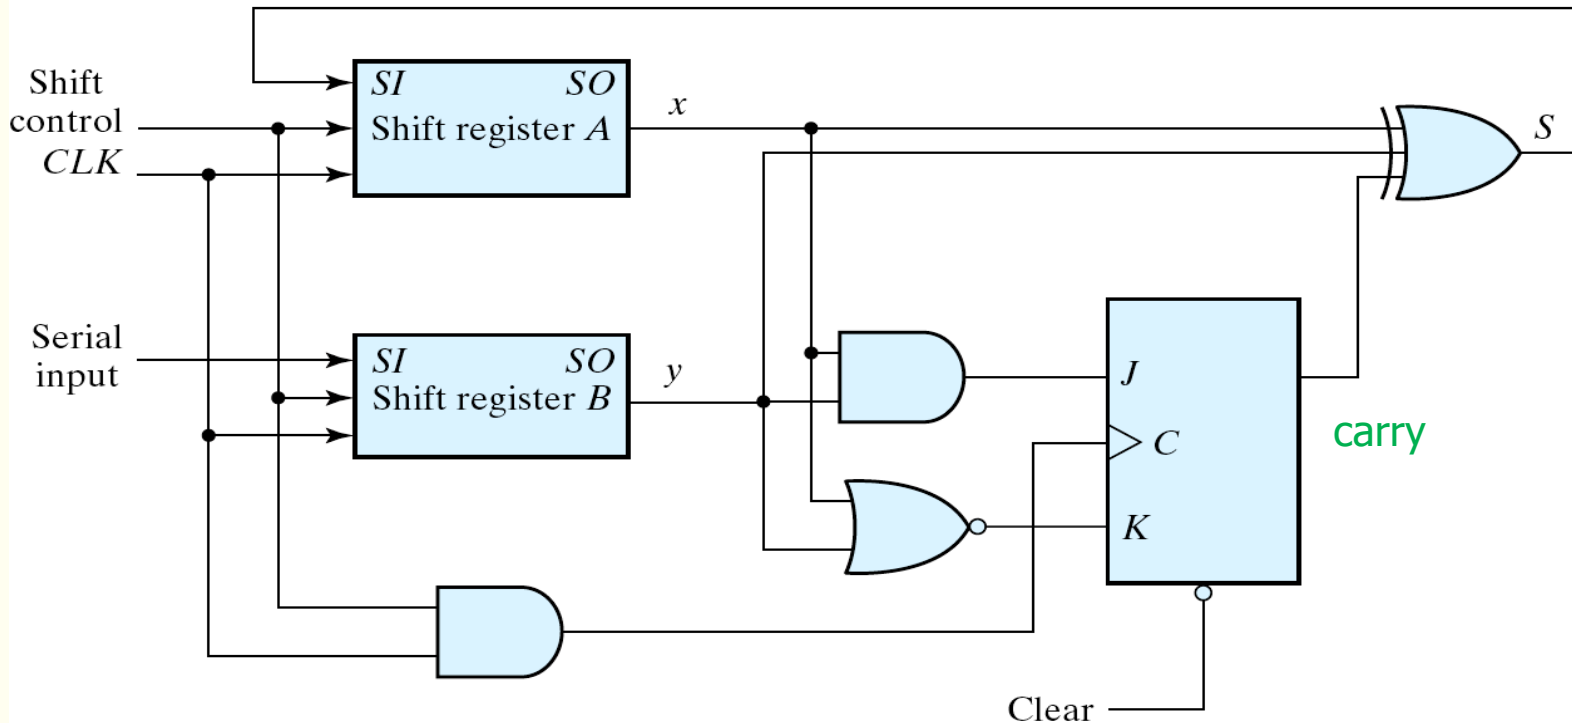 Shift
control
CLK
SI SO
Shift register A
x
S
Serial
input
SI SO
Shift register B
y
J
C
K
carry
Clear